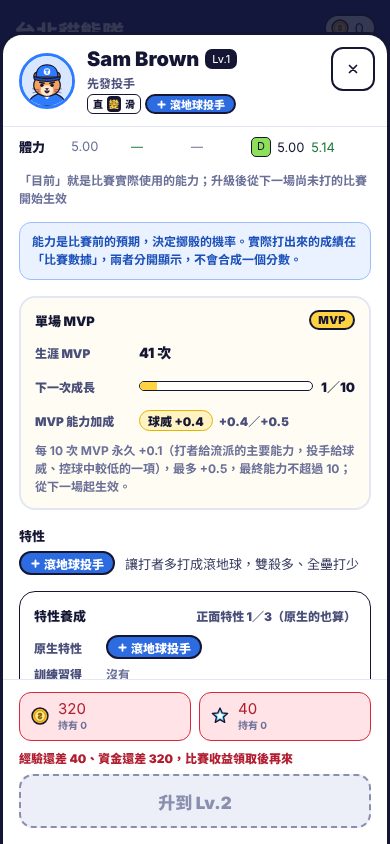 Sam Brown Lv.1
先發投手
直 變 滑 + 滾地球投手
×
體力 5.00 — — D 5.00 5.14
「目前」就是比賽實際使用的能力；升級後從下一場尚未打的比賽
開始生效
能力是比賽前的預期，決定擲骰的機率。實際打出來的成績在
「比賽數據」，兩者分開顯示，不會合成一個分數。
單場 MVP MVP
生涯 MVP 41 次
下一次成長 1／10
MVP 能力加成 球威 +0.4 +0.4／+0.5
每 10 次 MVP 永久 +0.1（打者給流派的主要能力，投手給球
威、控球中較低的一項），最多 +0.5，最終能力不超過 10；
從下一場起生效。
特性
+ 滾地球投手 讓打者多打成滾地球，雙殺多、全壘打少
特性養成 正面特性 1／3（原生的也算）
原生特性 + 滾地球投手
訓練習得 沒有
320
持有 0
40
持有 0
經驗還差 40、資金還差 320，比賽收益領取後再來
升到 Lv.2